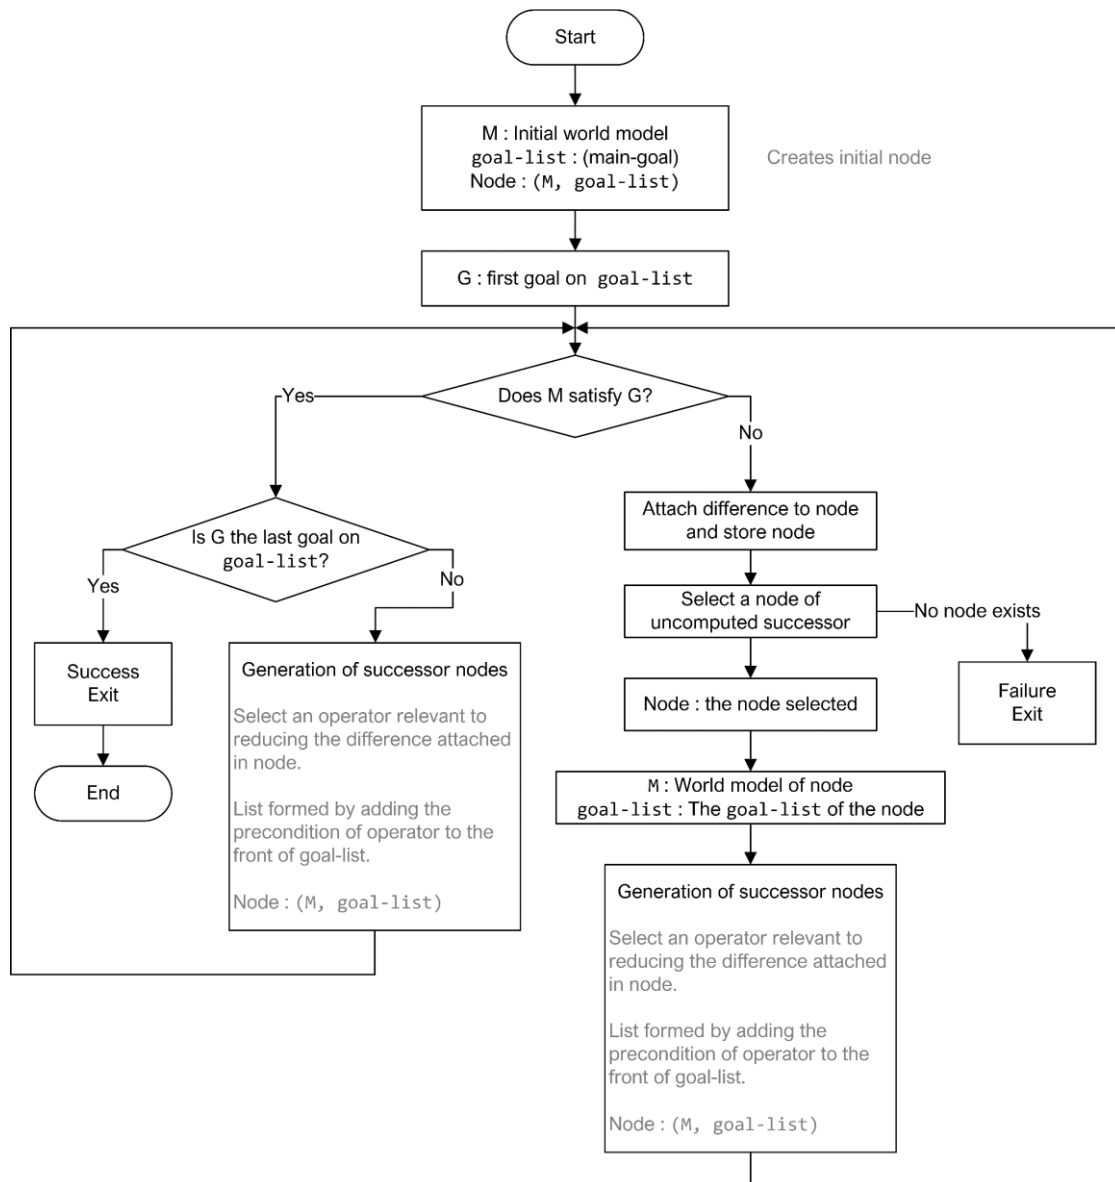 Start
M : Initial world model
goal-list : (main-goal)
Node : (M, goal-list)
Creates initial node
G : first goal on goal-list
Does M satisfy G?
Yes
No
Is G the last goal on
goal-list?
Yes
No
Success
Exit
End
Generation of successor nodes
Select an operator relevant to
reducing the difference attached
in node.
List formed by adding the
precondition of operator to the
front of goal-list.
Node : (M, goal-list)
Attach difference to node
and store node
Select a node of
uncomputed successor
No node exists
Failure
Exit
Node : the node selected
M : World model of node
goal-list : The goal-list of the node
Generation of successor nodes
Select an operator relevant to
reducing the difference attached
in node.
List formed by adding the
precondition of operator to the
front of goal-list.
Node : (M, goal-list)